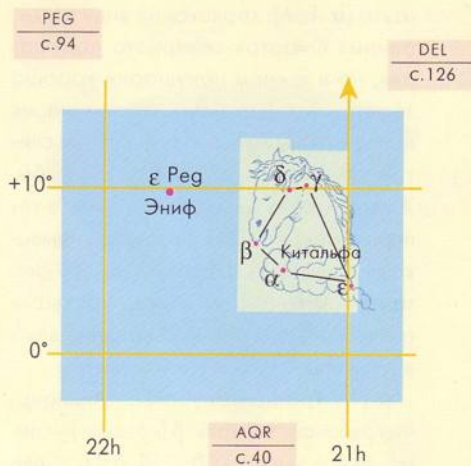 PEG
с.94
DEL
с.126
ε Peg
Эниф
+10°
δ
γ
β
Китальфа
α
ε
0°
22h
21h
AQR
с.40